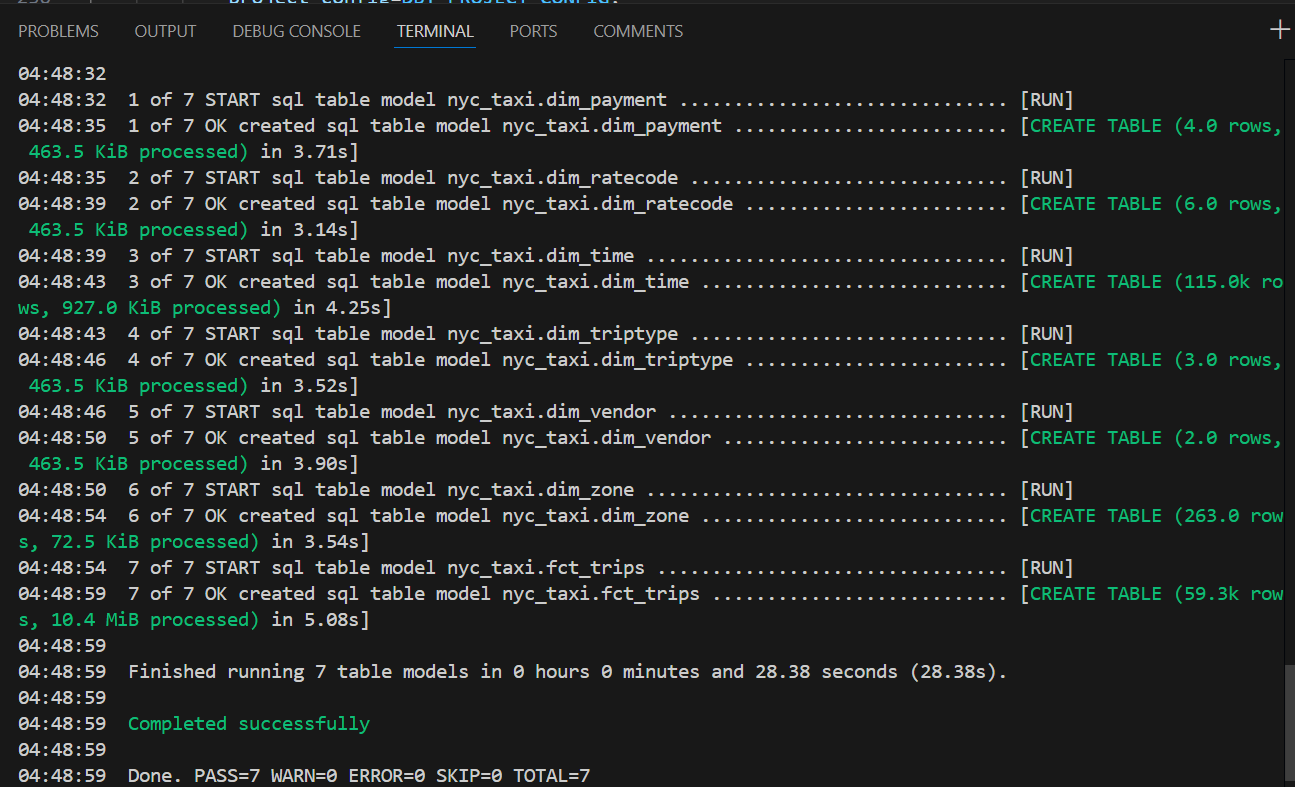 project_config=DBT_PROJECT_CONFIG,
PROBLEMS OUTPUT DEBUG CONSOLE TERMINAL PORTS COMMENTS
04:48:32
04:48:32  1 of 7 START sql table model nyc_taxi.dim_payment .............................. [RUN]
04:48:35  1 of 7 OK created sql table model nyc_taxi.dim_payment ......................... [CREATE TABLE (4.0 rows,
463.5 KiB processed) in 3.71s]
04:48:35  2 of 7 START sql table model nyc_taxi.dim_ratecode ............................. [RUN]
04:48:39  2 of 7 OK created sql table model nyc_taxi.dim_ratecode ........................ [CREATE TABLE (6.0 rows,
463.5 KiB processed) in 3.14s]
04:48:39  3 of 7 START sql table model nyc_taxi.dim_time ................................. [RUN]
04:48:43  3 of 7 OK created sql table model nyc_taxi.dim_time ............................ [CREATE TABLE (115.0k ro
ws, 927.0 KiB processed) in 4.25s]
04:48:43  4 of 7 START sql table model nyc_taxi.dim_triptype ............................. [RUN]
04:48:46  4 of 7 OK created sql table model nyc_taxi.dim_triptype ........................ [CREATE TABLE (3.0 rows,
463.5 KiB processed) in 3.52s]
04:48:46  5 of 7 START sql table model nyc_taxi.dim_vendor ............................... [RUN]
04:48:50  5 of 7 OK created sql table model nyc_taxi.dim_vendor .......................... [CREATE TABLE (2.0 rows,
463.5 KiB processed) in 3.90s]
04:48:50  6 of 7 START sql table model nyc_taxi.dim_zone ................................. [RUN]
04:48:54  6 of 7 OK created sql table model nyc_taxi.dim_zone ............................ [CREATE TABLE (263.0 row
s, 72.5 KiB processed) in 3.54s]
04:48:54  7 of 7 START sql table model nyc_taxi.fct_trips ................................ [RUN]
04:48:59  7 of 7 OK created sql table model nyc_taxi.fct_trips ........................... [CREATE TABLE (59.3k row
s, 10.4 MiB processed) in 5.08s]
04:48:59
04:48:59  Finished running 7 table models in 0 hours 0 minutes and 28.38 seconds (28.38s).
04:48:59
04:48:59  Completed successfully
04:48:59
04:48:59  Done. PASS=7 WARN=0 ERROR=0 SKIP=0 TOTAL=7